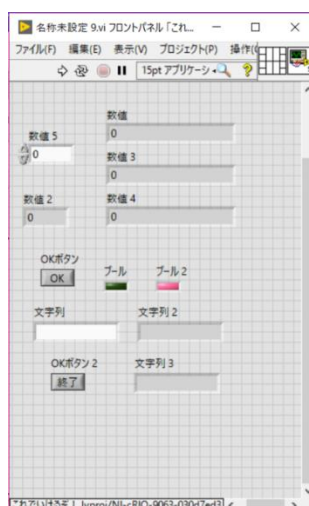 名称未設定 9.vi フロントパネル「これ...
ファイル(F) 編集(E) 表示(V) プロジェクト(P) 操作(
15pt アプリケーシ
数値
数値 5
0
0
数値 3
0
数値 2
数値 4
0
0
OKボタン
ブール
ブール 2
OK
文字列
文字列 2
OKボタン 2
文字列 3
終了